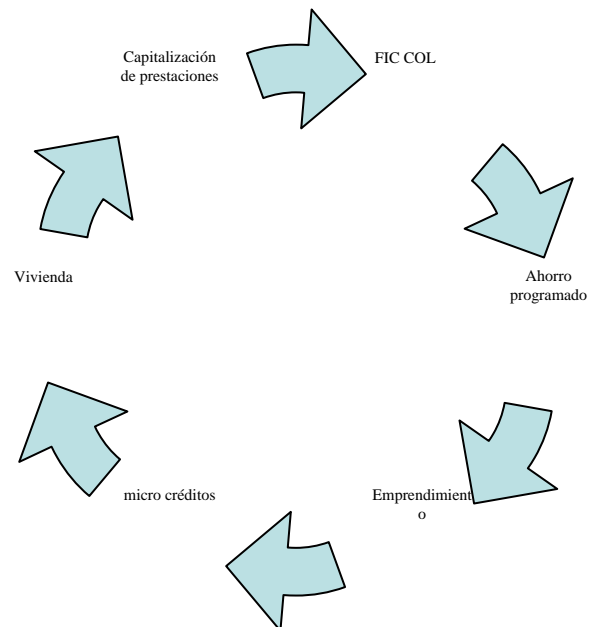 Capitalización
de prestaciones
FIC COL
Ahorro
programado
Emprendimient
o
micro créditos
Vivienda